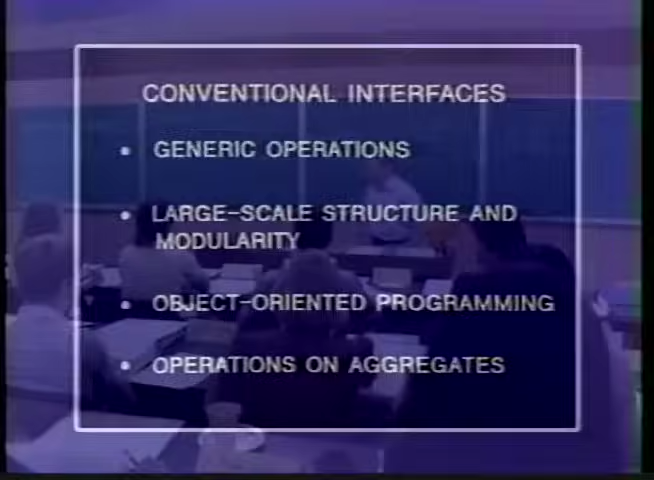 CONVENTIONAL INTERFACES
• GENERIC OPERATIONS
• LARGE-SCALE STRUCTURE AND
MODULARITY
• OBJECT-ORIENTED PROGRAMMING
• OPERATIONS ON AGGREGATES